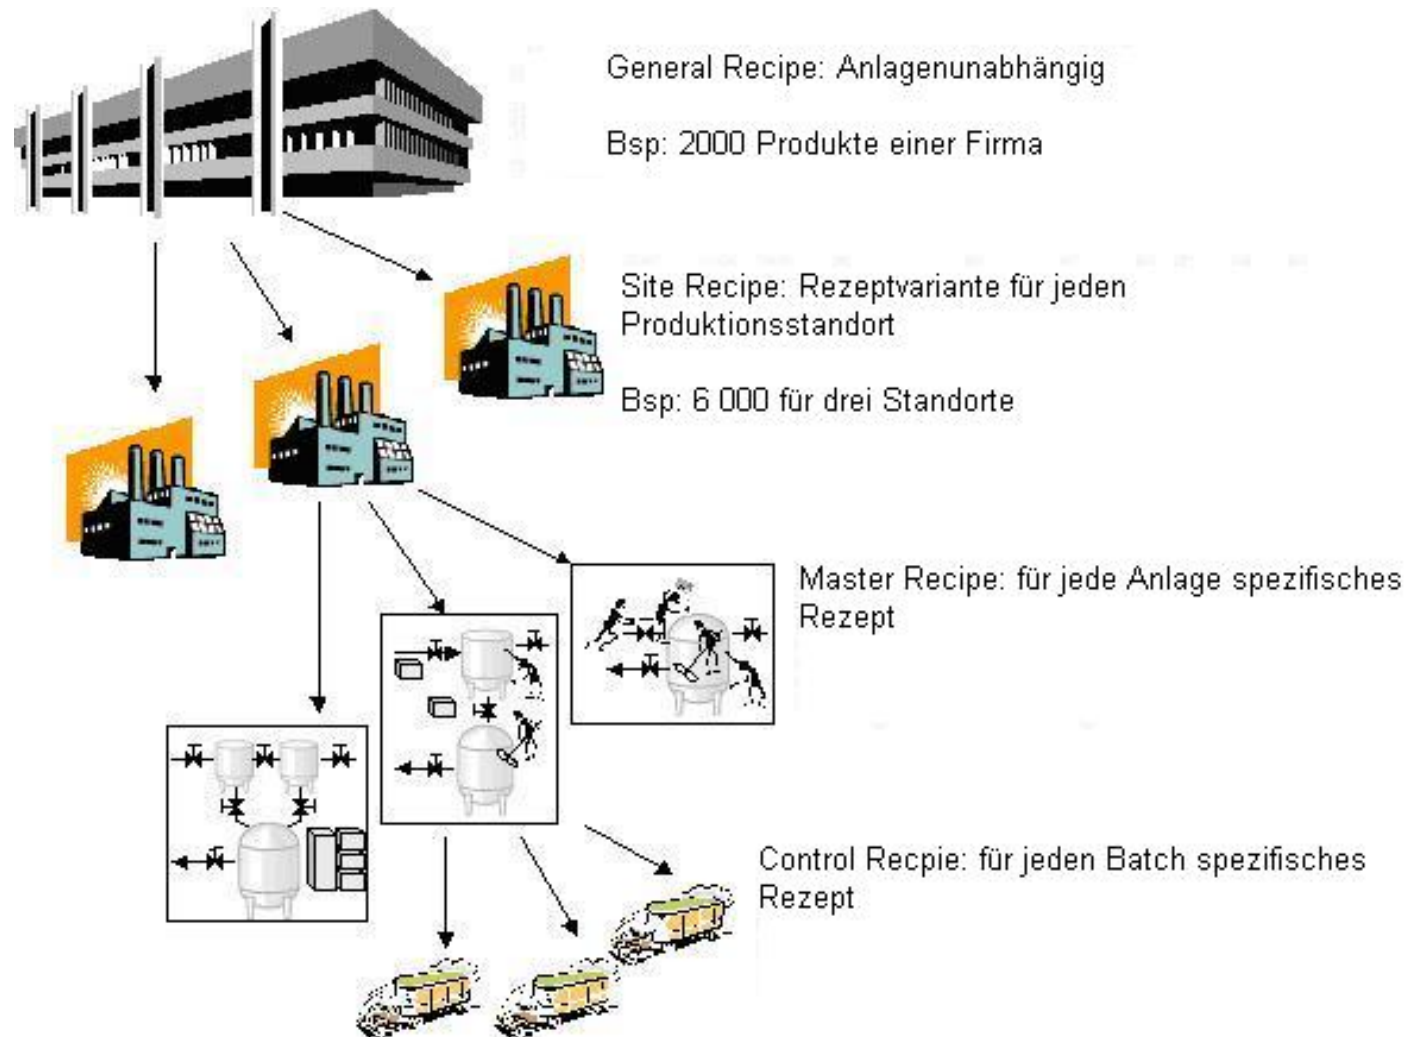 General Recipe: Anlagenunabhängig
Bsp: 2000 Produkte einer Firma
Site Recipe: Rezeptvariante für jeden
Produktionsstandort
Bsp: 6 000 für drei Standorte
Master Recipe: für jede Anlage spezifisches
Rezept
Control Recpie: für jeden Batch spezifisches
Rezept